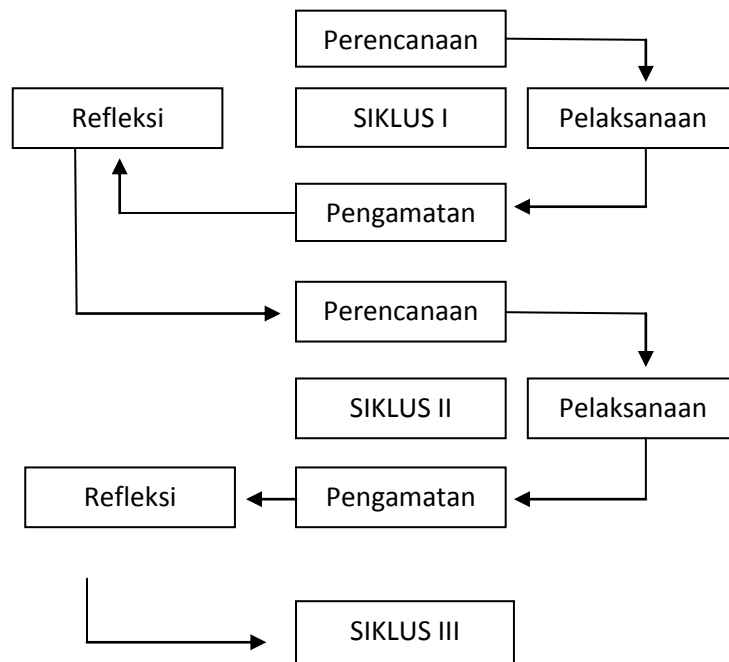 Perencanaan
Refleksi
SIKLUS I
Pelaksanaan
Pengamatan
Perencanaan
SIKLUS II
Pelaksanaan
Refleksi
Pengamatan
SIKLUS III